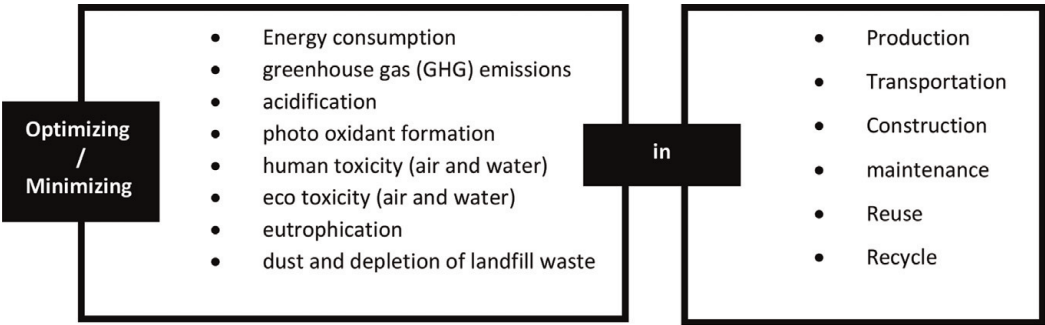 Optimizing
/
Minimizing
• Energy consumption
• greenhouse gas (GHG) emissions
• acidification
• photo oxidant formation
• human toxicity (air and water)
• eco toxicity (air and water)
• eutrophication
• dust and depletion of landfill waste
in
• Production
• Transportation
• Construction
• maintenance
• Reuse
• Recycle